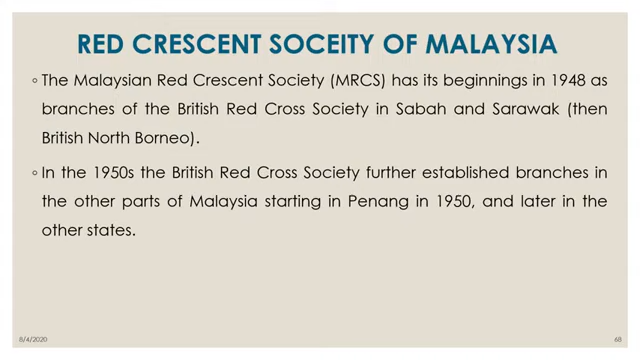 RED CRESCENT SOCEITY OF MALAYSIA
◦ The Malaysian Red Crescent Society (MRCS) has its beginnings in 1948 as
branches of the British Red Cross Society in Sabah and Sarawak (then
British North Borneo).
◦ In the 1950s the British Red Cross Society further established branches in
the other parts of Malaysia starting in Penang in 1950, and later in the
other states.
8/4/2020
68